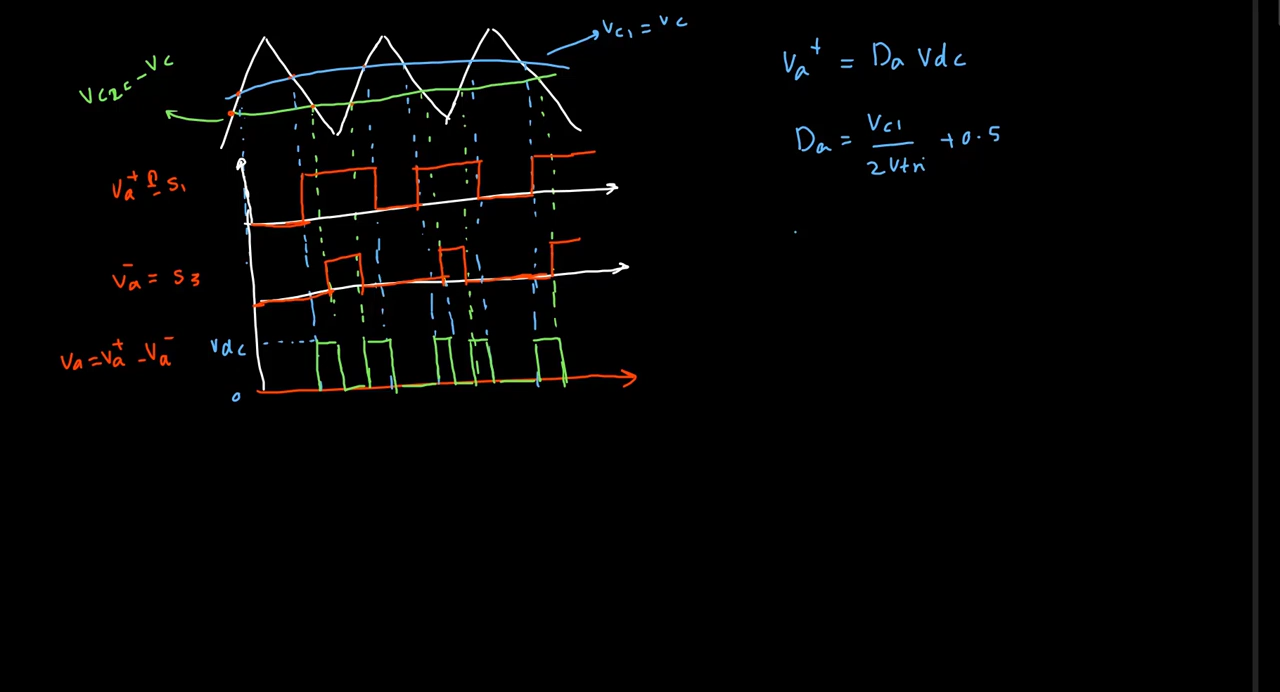 Vc1 = Vc
Vc2 = -Vc
Va+ = S1
Va- = S3
Va = Va+ - Va-
Vdc
0
Va+ = Da Vdc
Da = Vc1 / 2Vtri + 0.5